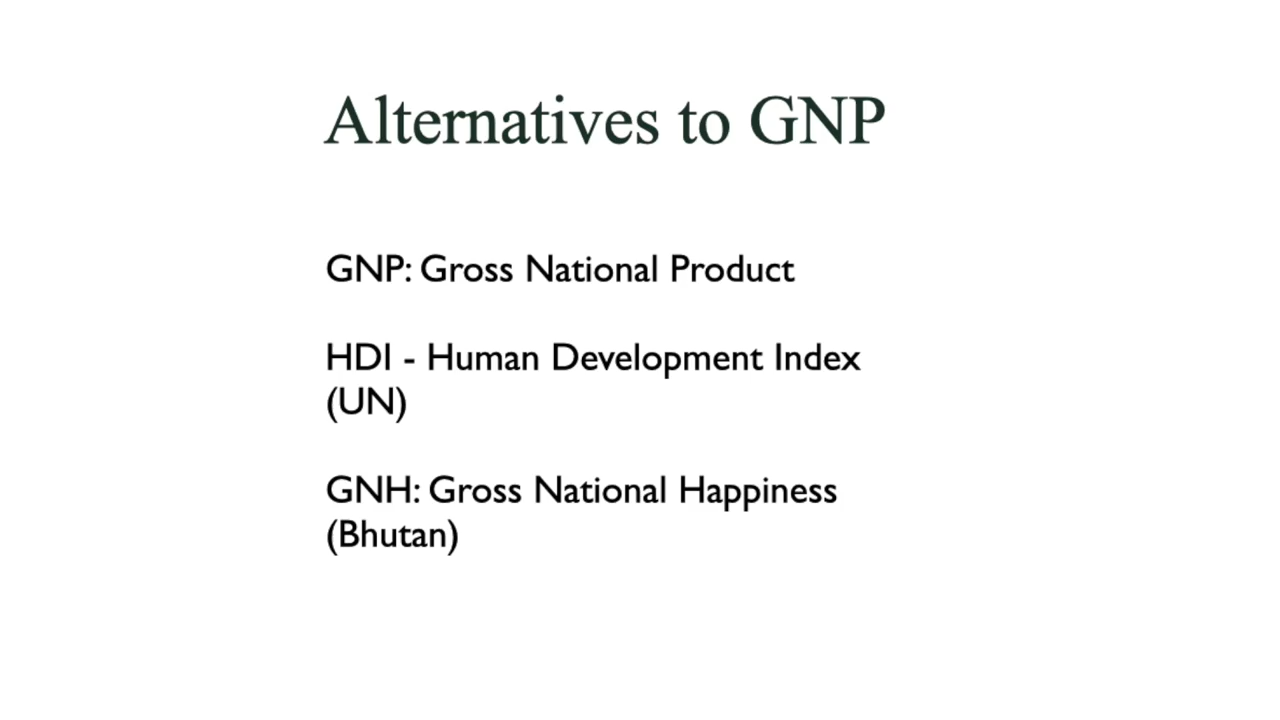 Alternatives to GNP
GNP: Gross National Product
HDI - Human Development Index
(UN)
GNH: Gross National Happiness
(Bhutan)